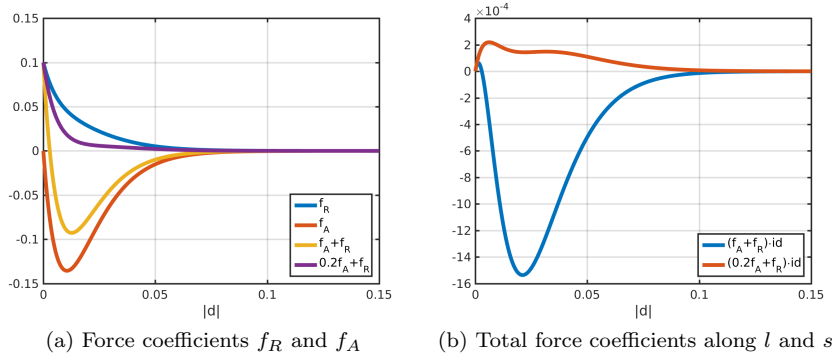 0.15
0.1
0.05
0
-0.05
-0.1
-0.15
0
0.05
0.1
0.15
|d|
f_R
f_A
f_A+f_R
0.2f_A+f_R
(a) Force coefficients f_R and f_A
×10^-4
4
2
0
-2
-4
-6
-8
-10
-12
-14
-16
0
0.05
0.1
0.15
|d|
(f_A+f_R)·id
(0.2f_A+f_R)·id
(b) Total force coefficients along l and s